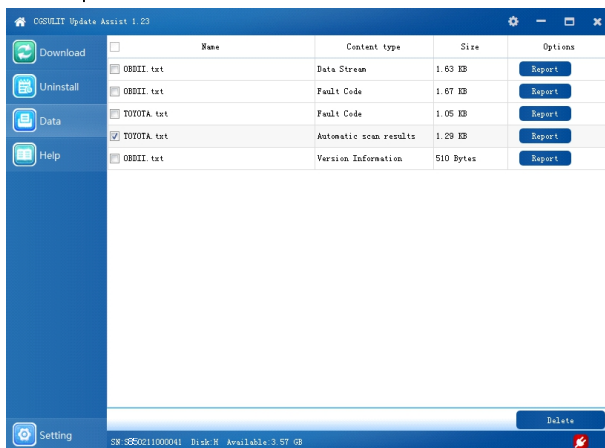 CGSULIT Update Assist 1.23
Download
Uninstall
Data
Help
Setting
Name Content type Size Options
OBDII.txt Data Stream 1.63 KB Report
OBDII.txt Fault Code 1.67 KB Report
TOYOTA.txt Fault Code 1.05 KB Report
TOYOTA.txt Automatic scan results 1.29 KB Report
OBDII.txt Version Information 510 Bytes Report
Delete
SN:S850211000041 Disk:H Available:3.57 GB